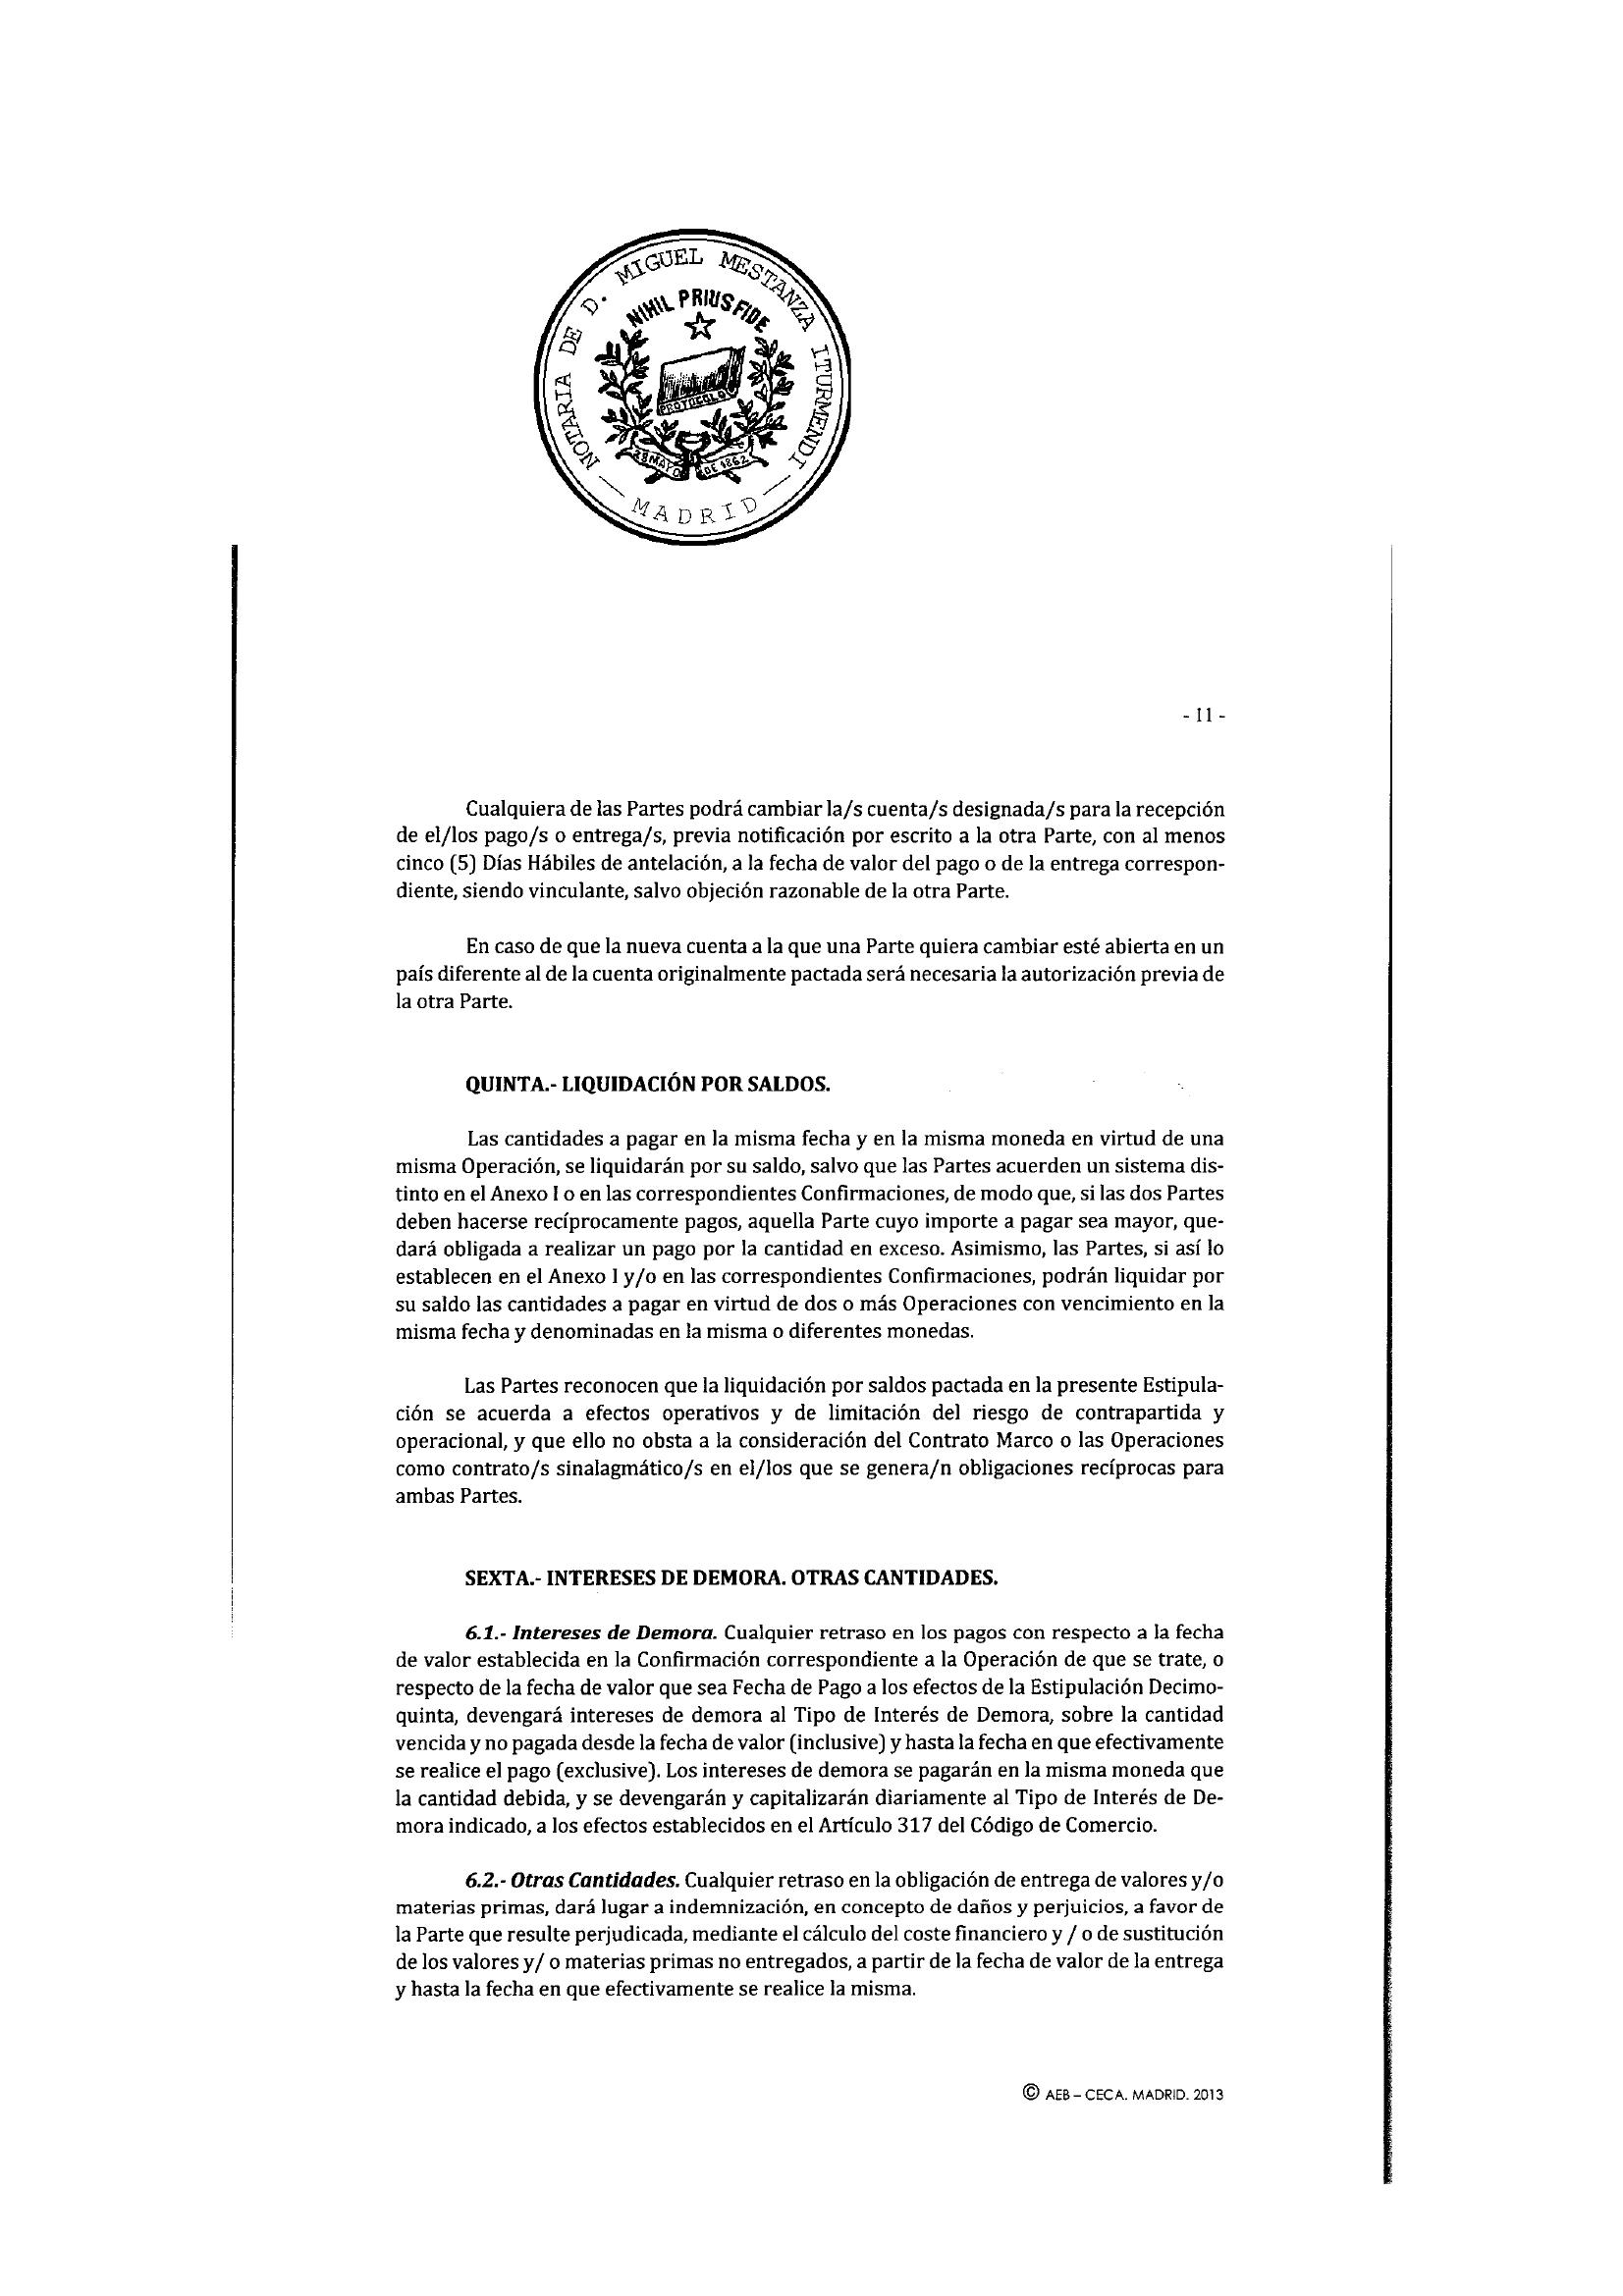 NOTARIA DE D. MIGUEL MESTANZA ITURMENDI
NIHIL PRIUS FIDE
PROTOCOLO
28 MAYO DE 1862
— MADRID —
- 11 -
Cualquiera de las Partes podrá cambiar la/s cuenta/s designada/s para la recepción
de el/los pago/s o entrega/s, previa notificación por escrito a la otra Parte, con al menos
cinco (5) Días Hábiles de antelación, a la fecha de valor del pago o de la entrega correspon-
diente, siendo vinculante, salvo objeción razonable de la otra Parte.
En caso de que la nueva cuenta a la que una Parte quiera cambiar esté abierta en un
país diferente al de la cuenta originalmente pactada será necesaria la autorización previa de
la otra Parte.
QUINTA.- LIQUIDACIÓN POR SALDOS.
Las cantidades a pagar en la misma fecha y en la misma moneda en virtud de una
misma Operación, se liquidarán por su saldo, salvo que las Partes acuerden un sistema dis-
tinto en el Anexo I o en las correspondientes Confirmaciones, de modo que, si las dos Partes
deben hacerse recíprocamente pagos, aquella Parte cuyo importe a pagar sea mayor, que-
dará obligada a realizar un pago por la cantidad en exceso. Asimismo, las Partes, si así lo
establecen en el Anexo I y/o en las correspondientes Confirmaciones, podrán liquidar por
su saldo las cantidades a pagar en virtud de dos o más Operaciones con vencimiento en la
misma fecha y denominadas en la misma o diferentes monedas.
Las Partes reconocen que la liquidación por saldos pactada en la presente Estipula-
ción se acuerda a efectos operativos y de limitación del riesgo de contrapartida y
operacional, y que ello no obsta a la consideración del Contrato Marco o las Operaciones
como contrato/s sinalagmático/s en el/los que se genera/n obligaciones recíprocas para
ambas Partes.
SEXTA.- INTERESES DE DEMORA. OTRAS CANTIDADES.
6.1.- Intereses de Demora. Cualquier retraso en los pagos con respecto a la fecha
de valor establecida en la Confirmación correspondiente a la Operación de que se trate, o
respecto de la fecha de valor que sea Fecha de Pago a los efectos de la Estipulación Decimo-
quinta, devengará intereses de demora al Tipo de Interés de Demora, sobre la cantidad
vencida y no pagada desde la fecha de valor (inclusive) y hasta la fecha en que efectivamente
se realice el pago (exclusive). Los intereses de demora se pagarán en la misma moneda que
la cantidad debida, y se devengarán y capitalizarán diariamente al Tipo de Interés de De-
mora indicado, a los efectos establecidos en el Artículo 317 del Código de Comercio.
6.2.- Otras Cantidades. Cualquier retraso en la obligación de entrega de valores y/o
materias primas, dará lugar a indemnización, en concepto de daños y perjuicios, a favor de
la Parte que resulte perjudicada, mediante el cálculo del coste financiero y / o de sustitución
de los valores y/ o materias primas no entregados, a partir de la fecha de valor de la entrega
y hasta la fecha en que efectivamente se realice la misma.
© AEB – CECA. MADRID. 2013